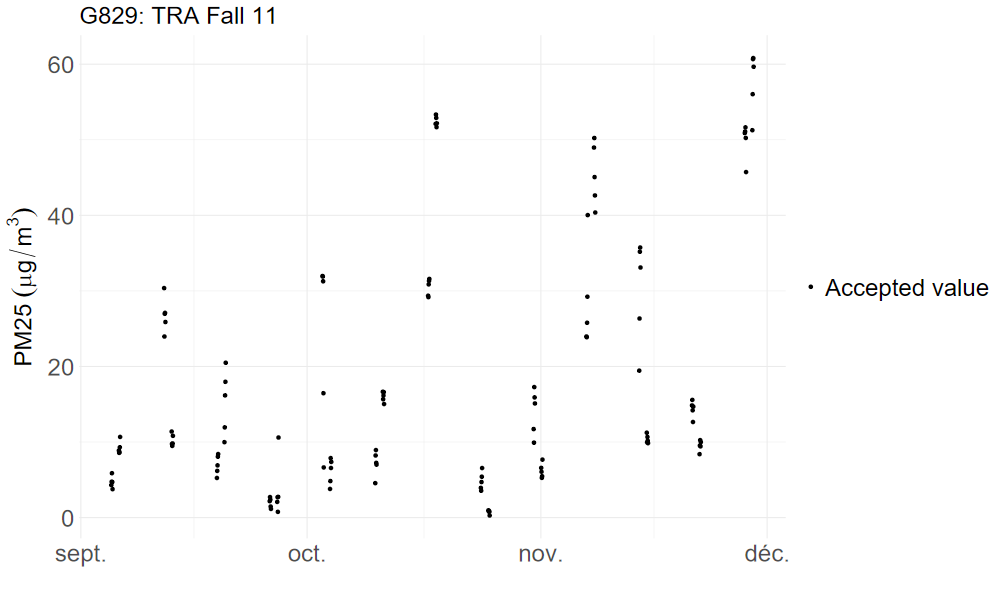 G829: TRA Fall 11
60
40
20
0
PM25 (μg/m³)
sept. oct. nov. déc.
Accepted value